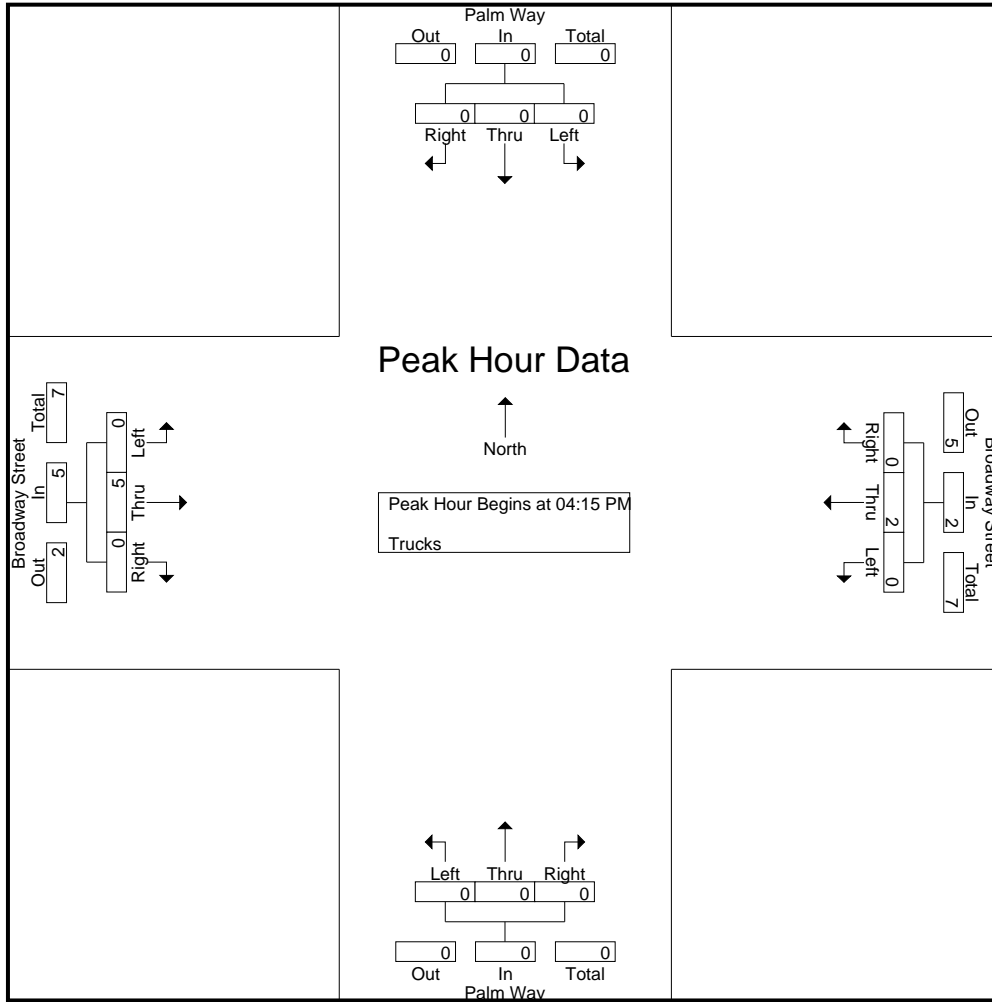 Palm Way
Out In Total
0 0 0
0 0 0
Right Thru Left
Peak Hour Data
North
Peak Hour Begins at 04:15 PM
Trucks
Broadway Street
Total In Out
7 5 2
0 5 0
Left Thru Right
Broadway Street
Out In Total
5 2 7
0 2 0
Right Thru Left
Left Thru Right
0 0 0
0 0 0
Out In Total
Palm Way